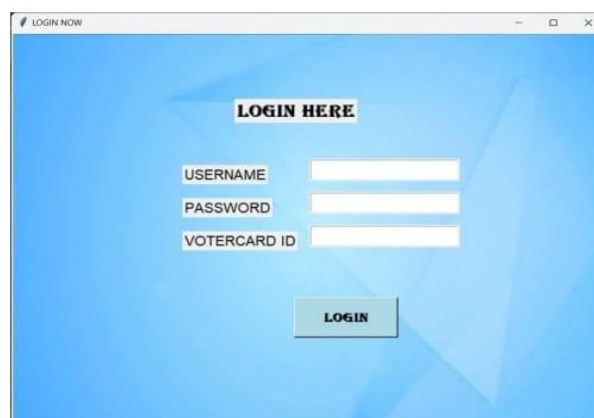 LOGIN NOW
LOGIN HERE
USERNAME
PASSWORD
VOTERCARD ID
LOGIN